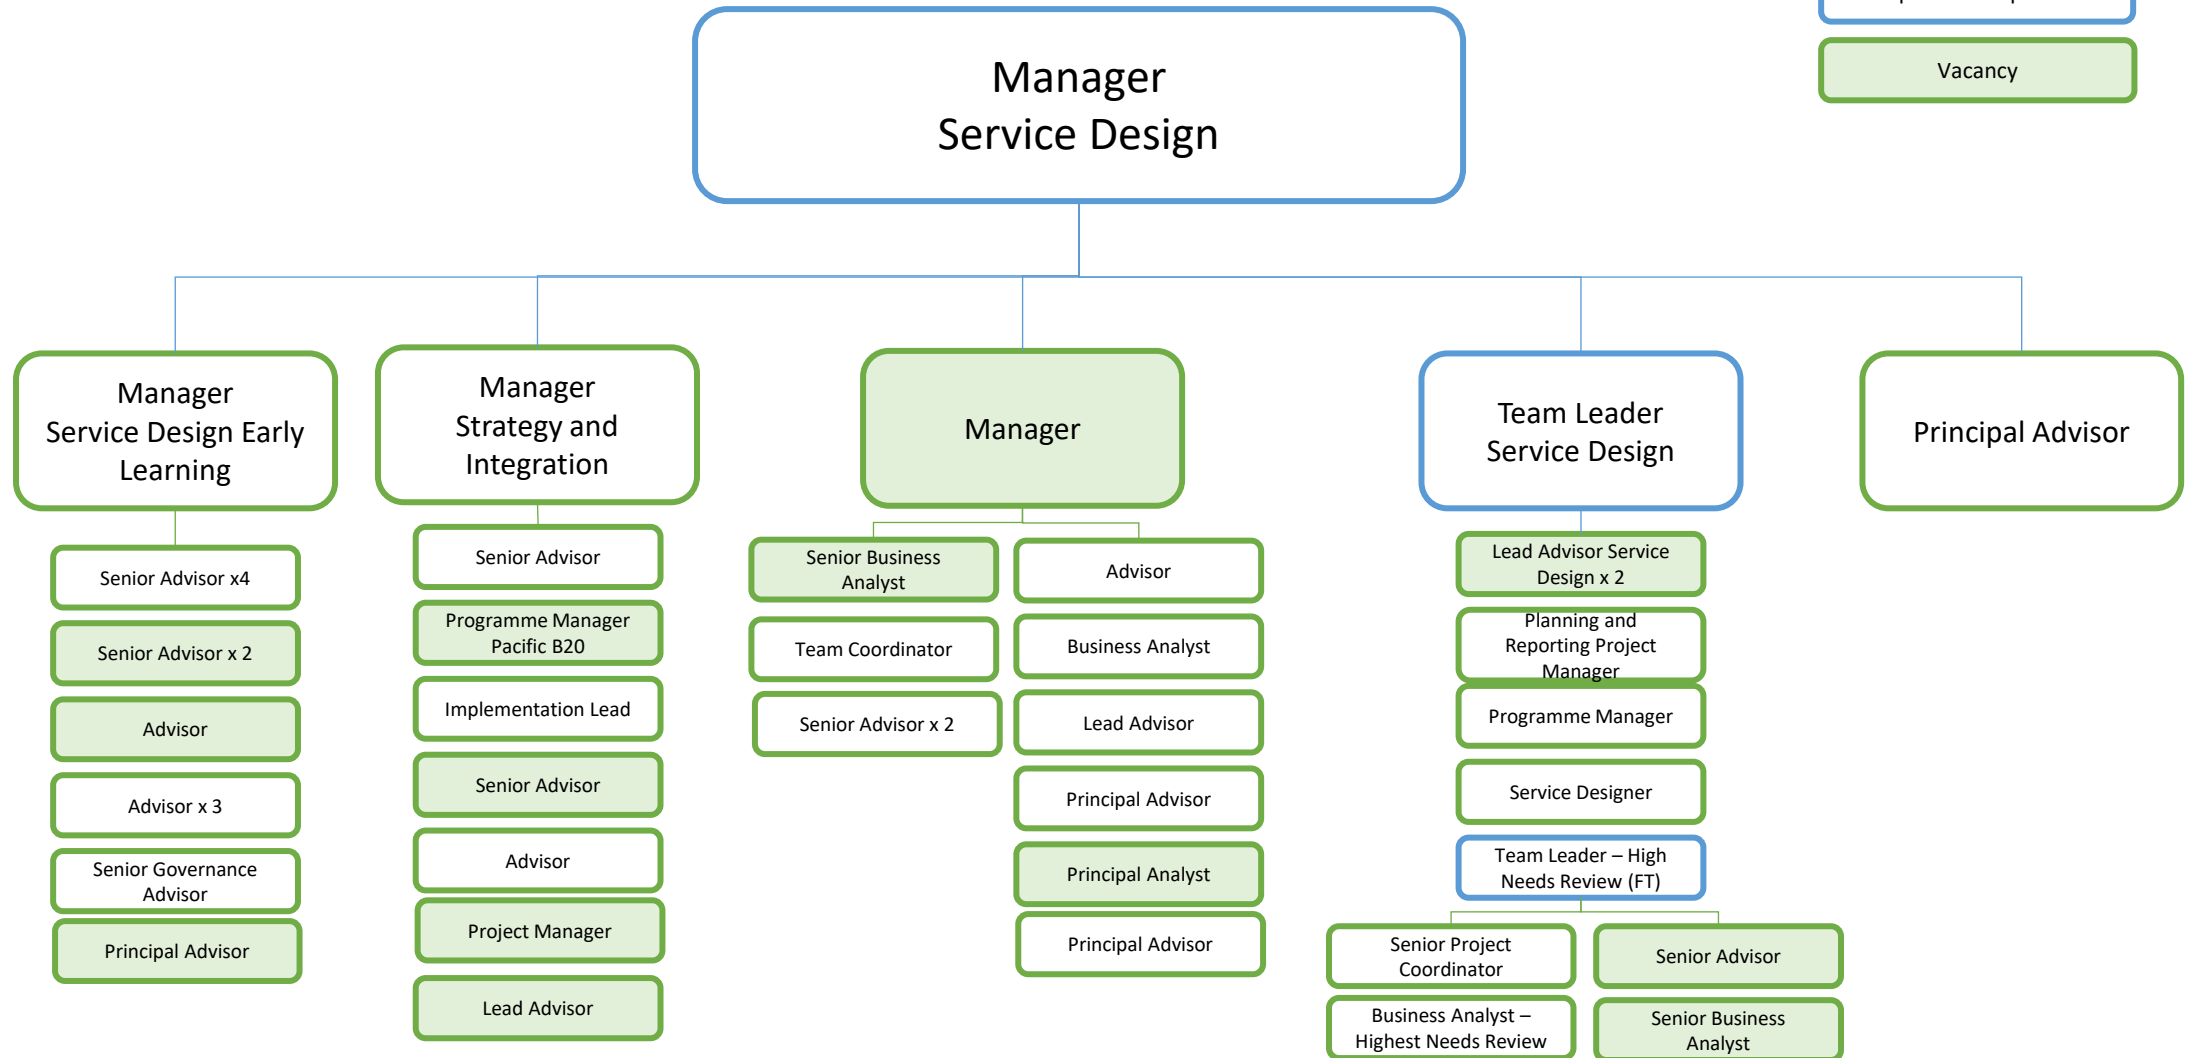 Manager
Service Design
Vacancy
Manager
Service Design Early
Learning
Manager
Strategy and
Integration
Manager
Team Leader
Service Design
Principal Advisor
Senior Advisor x4
Senior Advisor x 2
Advisor
Advisor x 3
Senior Governance
Advisor
Principal Advisor
Senior Advisor
Programme Manager
Pacific B20
Implementation Lead
Senior Advisor
Advisor
Project Manager
Lead Advisor
Senior Business
Analyst
Team Coordinator
Senior Advisor x 2
Advisor
Business Analyst
Lead Advisor
Principal Advisor
Principal Analyst
Principal Advisor
Lead Advisor Service
Design x 2
Planning and
Reporting Project
Manager
Programme Manager
Service Designer
Team Leader – High
Needs Review (FT)
Senior Project
Coordinator
Business Analyst –
Highest Needs Review
Senior Advisor
Senior Business
Analyst